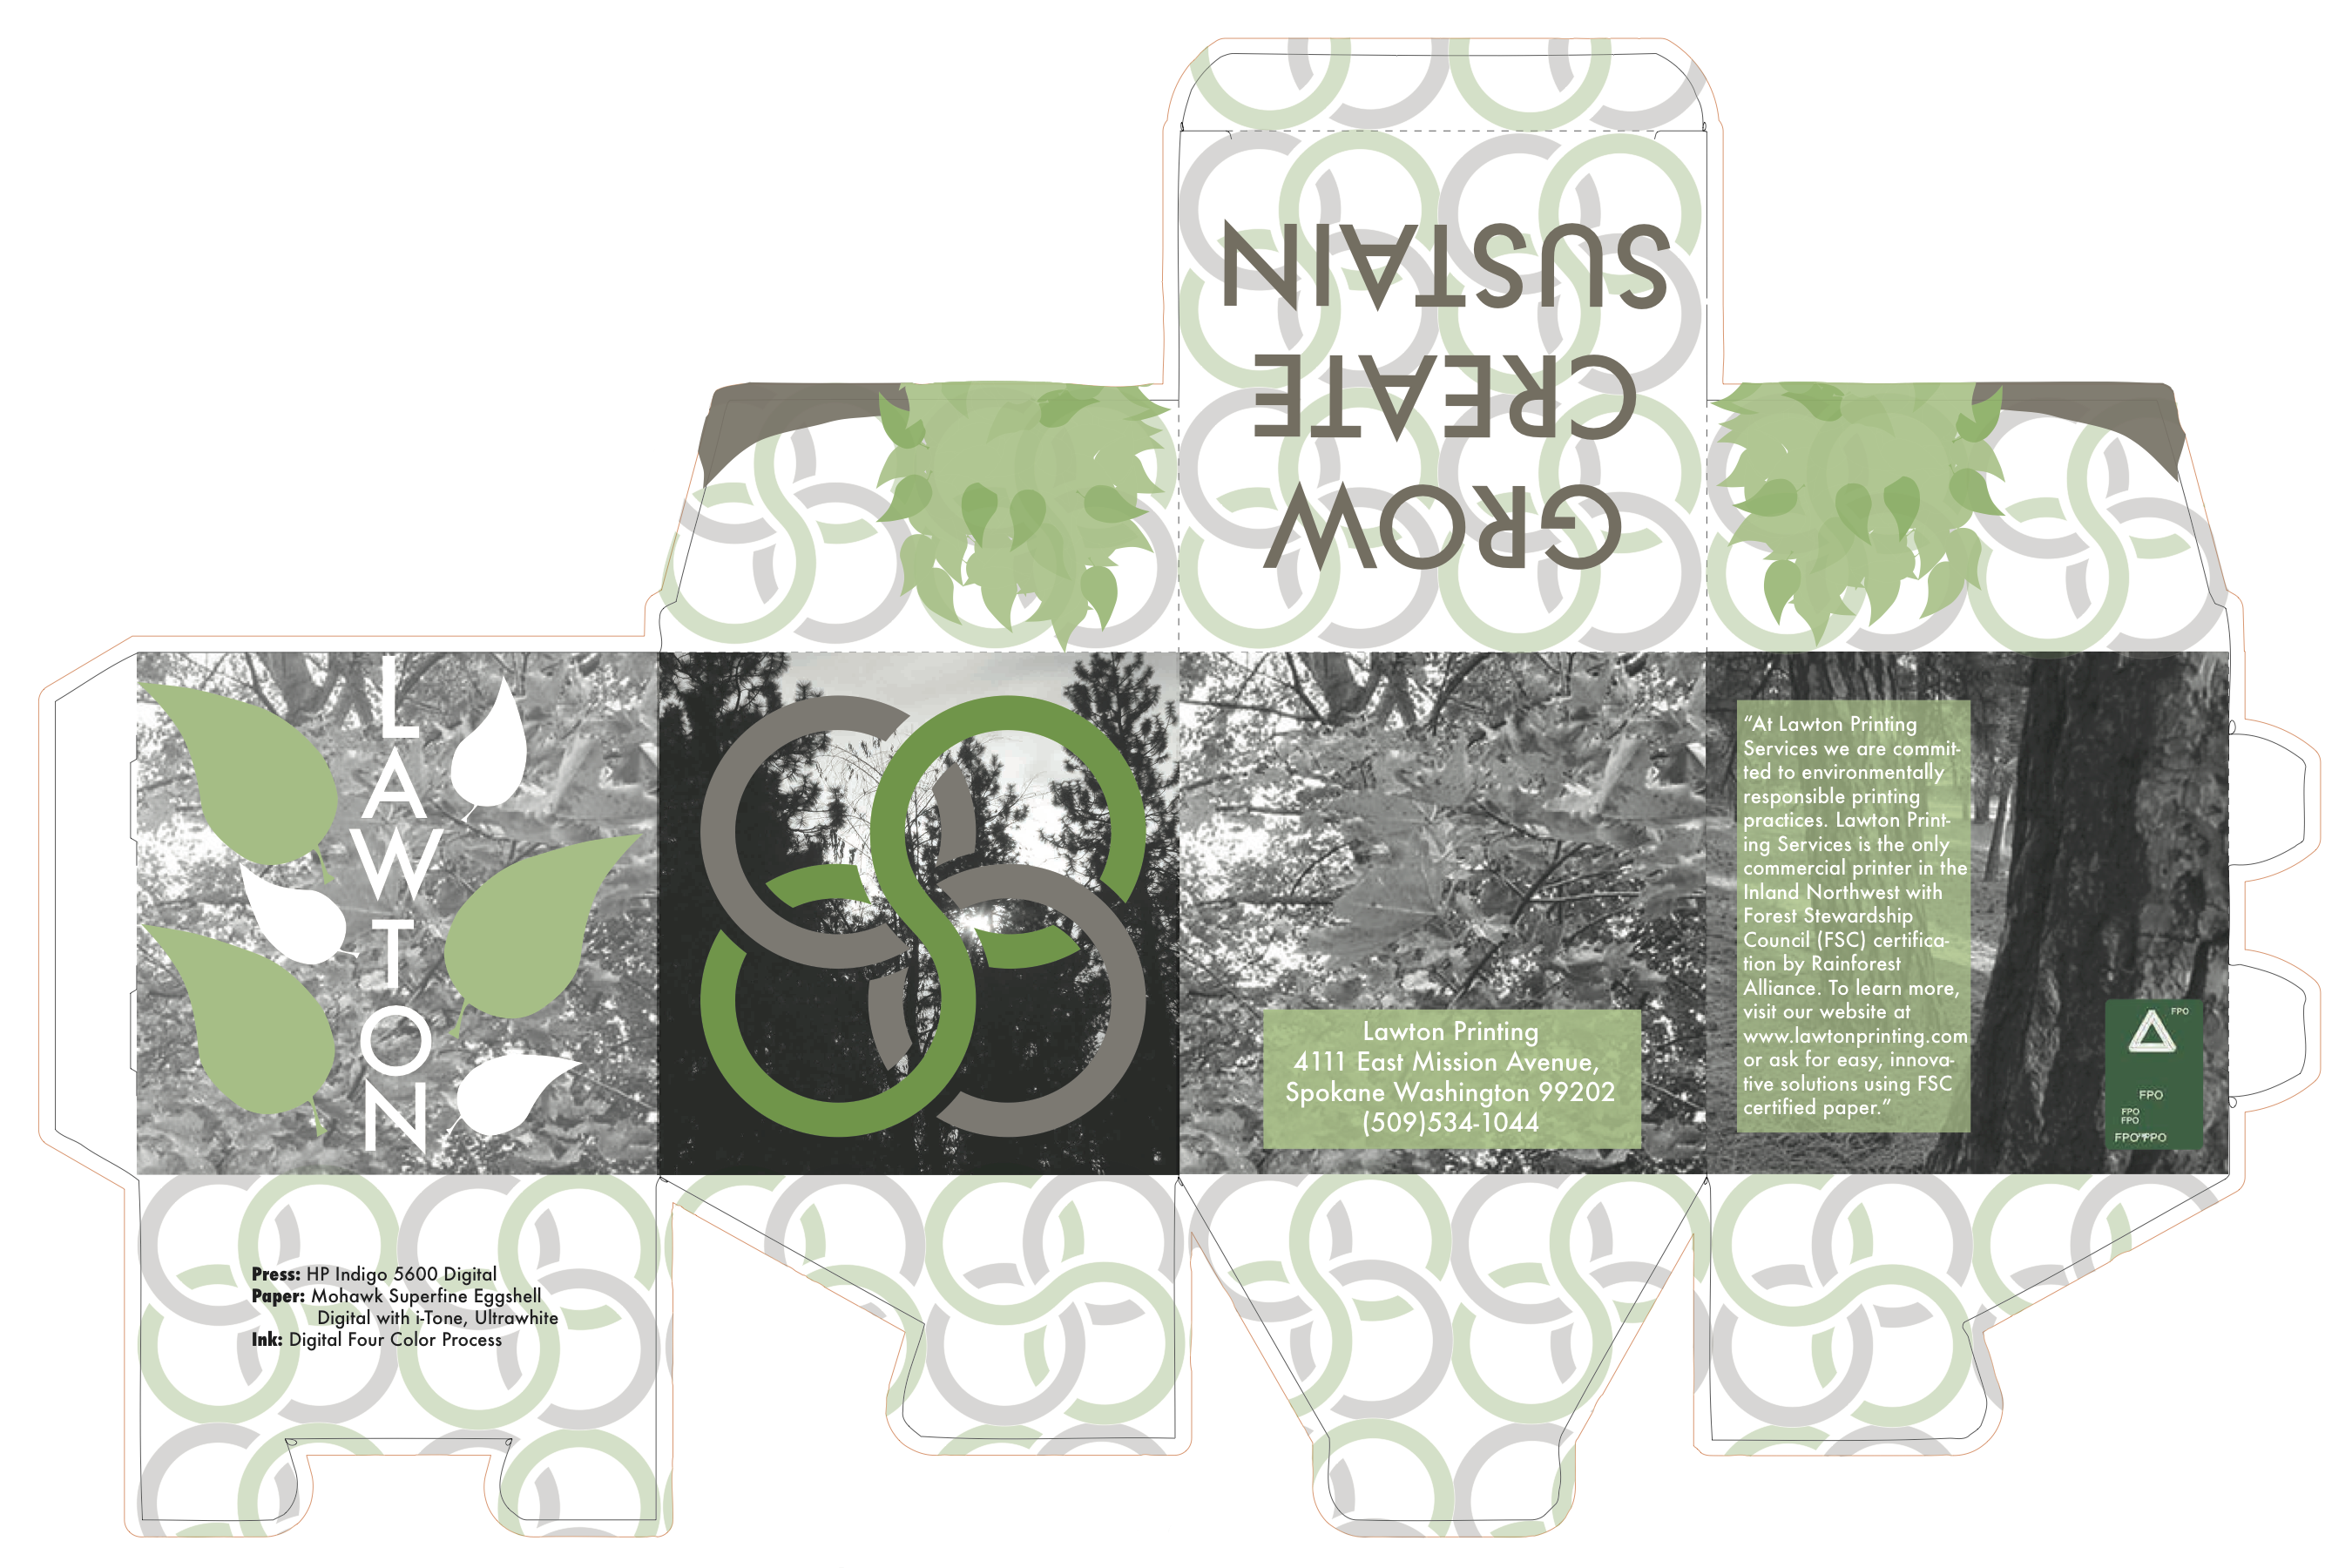 GROW
CREATE
SUSTAIN
LAWTON
Lawton Printing
4111 East Mission Avenue,
Spokane Washington 99202
(509)534-1044
“At Lawton Printing
Services we are commit-
ted to environmentally
responsible printing
practices. Lawton Print-
ing Services is the only
commercial printer in the
Inland Northwest with
Forest Stewardship
Council (FSC) certifica-
tion by Rainforest
Alliance. To learn more,
visit our website at
www.lawtonprinting.com
or ask for easy, innova-
tive solutions using FSC
certified paper.”
FPO
FPO
FPO
FPO
FPO FPO
Press: HP Indigo 5600 Digital
Paper: Mohawk Superfine Eggshell
Digital with i-Tone, Ultrawhite
Ink: Digital Four Color Process